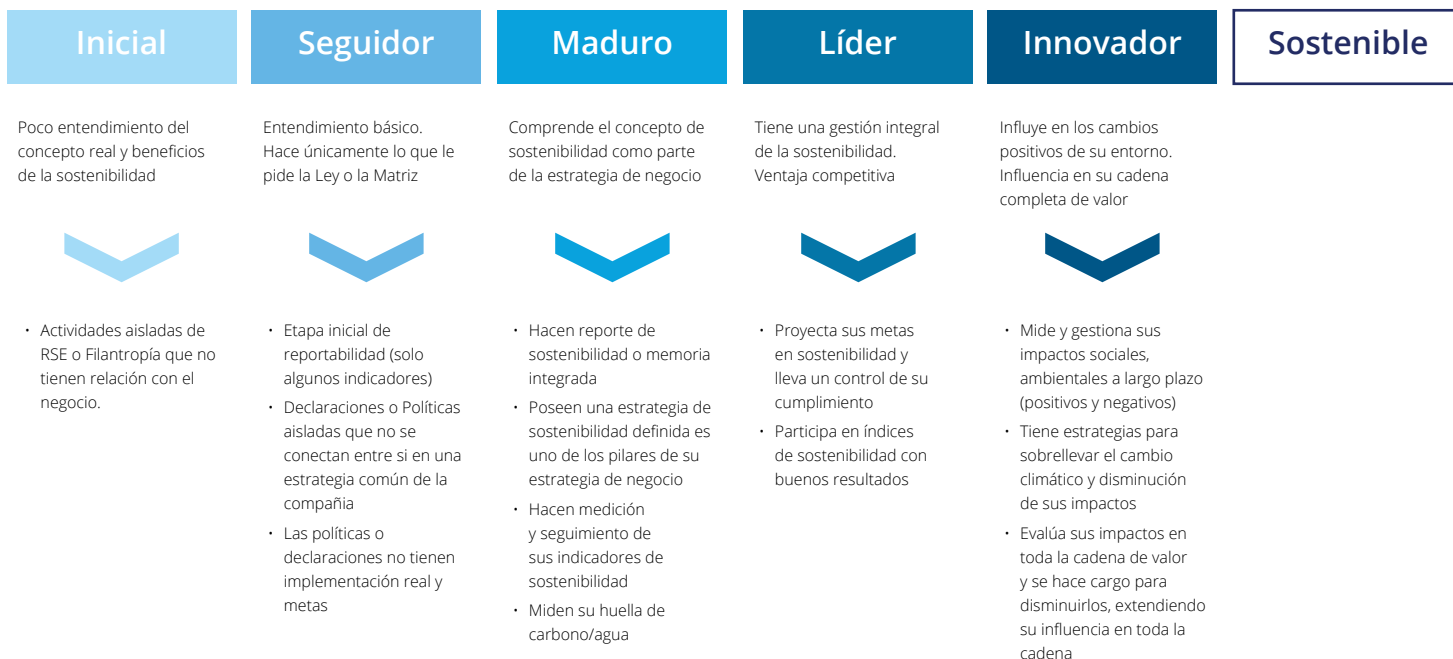 Inicial
Seguidor
Maduro
Líder
Innovador
Sostenible
Poco entendimiento del
concepto real y beneficios
de la sostenibilidad
Entendimiento básico.
Hace únicamente lo que le
pide la Ley o la Matriz
Comprende el concepto de
sostenibilidad como parte
de la estrategia de negocio
Tiene una gestión integral
de la sostenibilidad.
Ventaja competitiva
Influye en los cambios
positivos de su entorno.
Influencia en su cadena
completa de valor
• Actividades aisladas de
RSE o Filantropía que no
tienen relación con el
negocio.
• Etapa inicial de
reportabilidad (solo
algunos indicadores)
• Declaraciones o Políticas
aisladas que no se
conectan entre si en una
estrategia común de la
compañia
• Las políticas o
declaraciones no tienen
implementación real y
metas
• Hacen reporte de
sostenibilidad o memoria
integrada
• Poseen una estrategia de
sostenibilidad definida es
uno de los pilares de su
estrategia de negocio
• Hacen medición
y seguimiento de
sus indicadores de
sostenibilidad
• Miden su huella de
carbono/agua
• Proyecta sus metas
en sostenibilidad y
lleva un control de su
cumplimiento
• Participa en índices
de sostenibilidad con
buenos resultados
• Mide y gestiona sus
impactos sociales,
ambientales a largo plazo
(positivos y negativos)
• Tiene estrategias para
sobrellevar el cambio
climático y disminución
de sus impactos
• Evalúa sus impactos en
toda la cadena de valor
y se hace cargo para
disminuirlos, extendiendo
su influencia en toda la
cadena